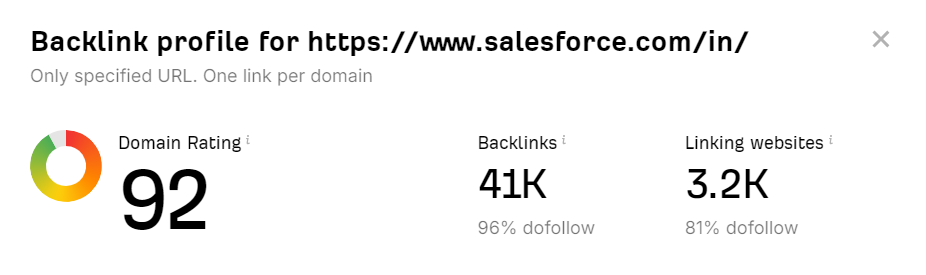 Backlink profile for https://www.salesforce.com/in/
Only specified URL. One link per domain
Domain Rating i
92
Backlinks i
41K
96% dofollow
Linking websites i
3.2K
81% dofollow